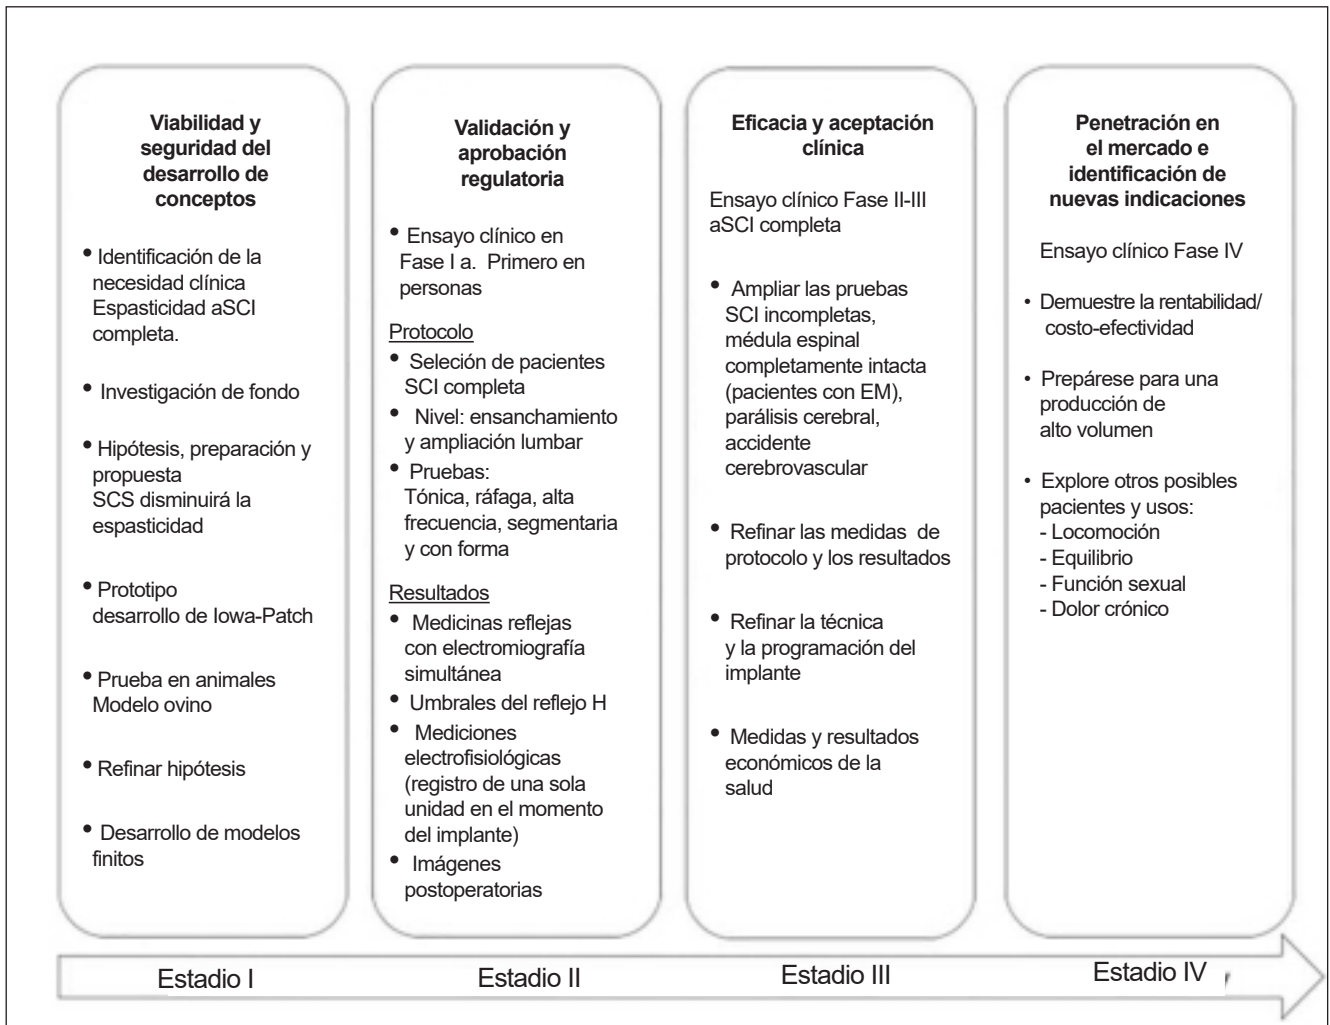 Viabilidad y
seguridad del
desarrollo de
conceptos
• Identificación de la
necesidad clínica
Espasticidad aSCI
completa.
• Investigación de fondo
• Hipótesis, preparación y
propuesta
SCS disminuirá la
espasticidad
• Prototipo
desarrollo de Iowa-Patch
• Prueba en animales
Modelo ovino
• Refinar hipótesis
• Desarrollo de modelos
finitos
Validación y
aprobación
regulatoria
• Ensayo clínico en
Fase I a. Primero en
personas
Protocolo
• Seleción de pacientes
SCI completa
• Nivel: ensanchamiento
y ampliación lumbar
• Pruebas:
Tónica, ráfaga, alta
frecuencia, segmentaria
y con forma
Resultados
• Medicinas reflejas
con electromiografía
simultánea
• Umbrales del reflejo H
• Mediciones
electrofisiológicas
(registro de una sola
unidad en el momento
del implante)
• Imágenes
postoperatorias
Eficacia y aceptación
clínica
Ensayo clínico Fase II-III
aSCI completa
• Ampliar las pruebas
SCI incompletas,
médula espinal
completamente intacta
(pacientes con EM),
parálisis cerebral,
accidente
cerebrovascular
• Refinar las medidas de
protocolo y los resultados
• Refinar la técnica
y la programación del
implante
• Medidas y resultados
económicos de la
salud
Penetración en
el mercado e
identificación de
nuevas indicaciones
Ensayo clínico Fase IV
• Demuestre la rentabilidad/
costo-efectividad
• Prepárese para una
producción de
alto volumen
• Explore otros posibles
pacientes y usos:
- Locomoción
- Equilibrio
- Función sexual
- Dolor crónico
Estadio I
Estadio II
Estadio III
Estadio IV